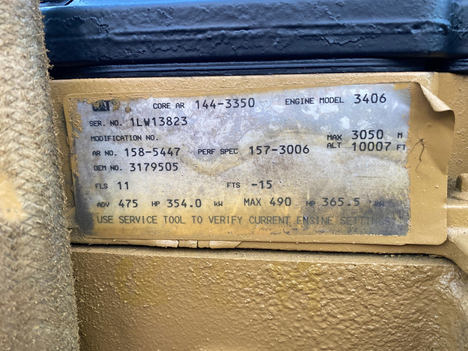 CAT CORE AR 144-3350 ENGINE MODEL 3406
SER. NO. 1LW13823
MODIFICATION NO. MAX 3050 M
AR NO. 158-5447 PERF SPEC 157-3006 ALT 10007 FT
OEM NO. 3179505
FLS 11 FTS -15
ADV 475 HP 354.0 kW MAX 490 HP 365.5 kW
USE SERVICE TOOL TO VERIFY CURRENT ENGINE SETTINGS